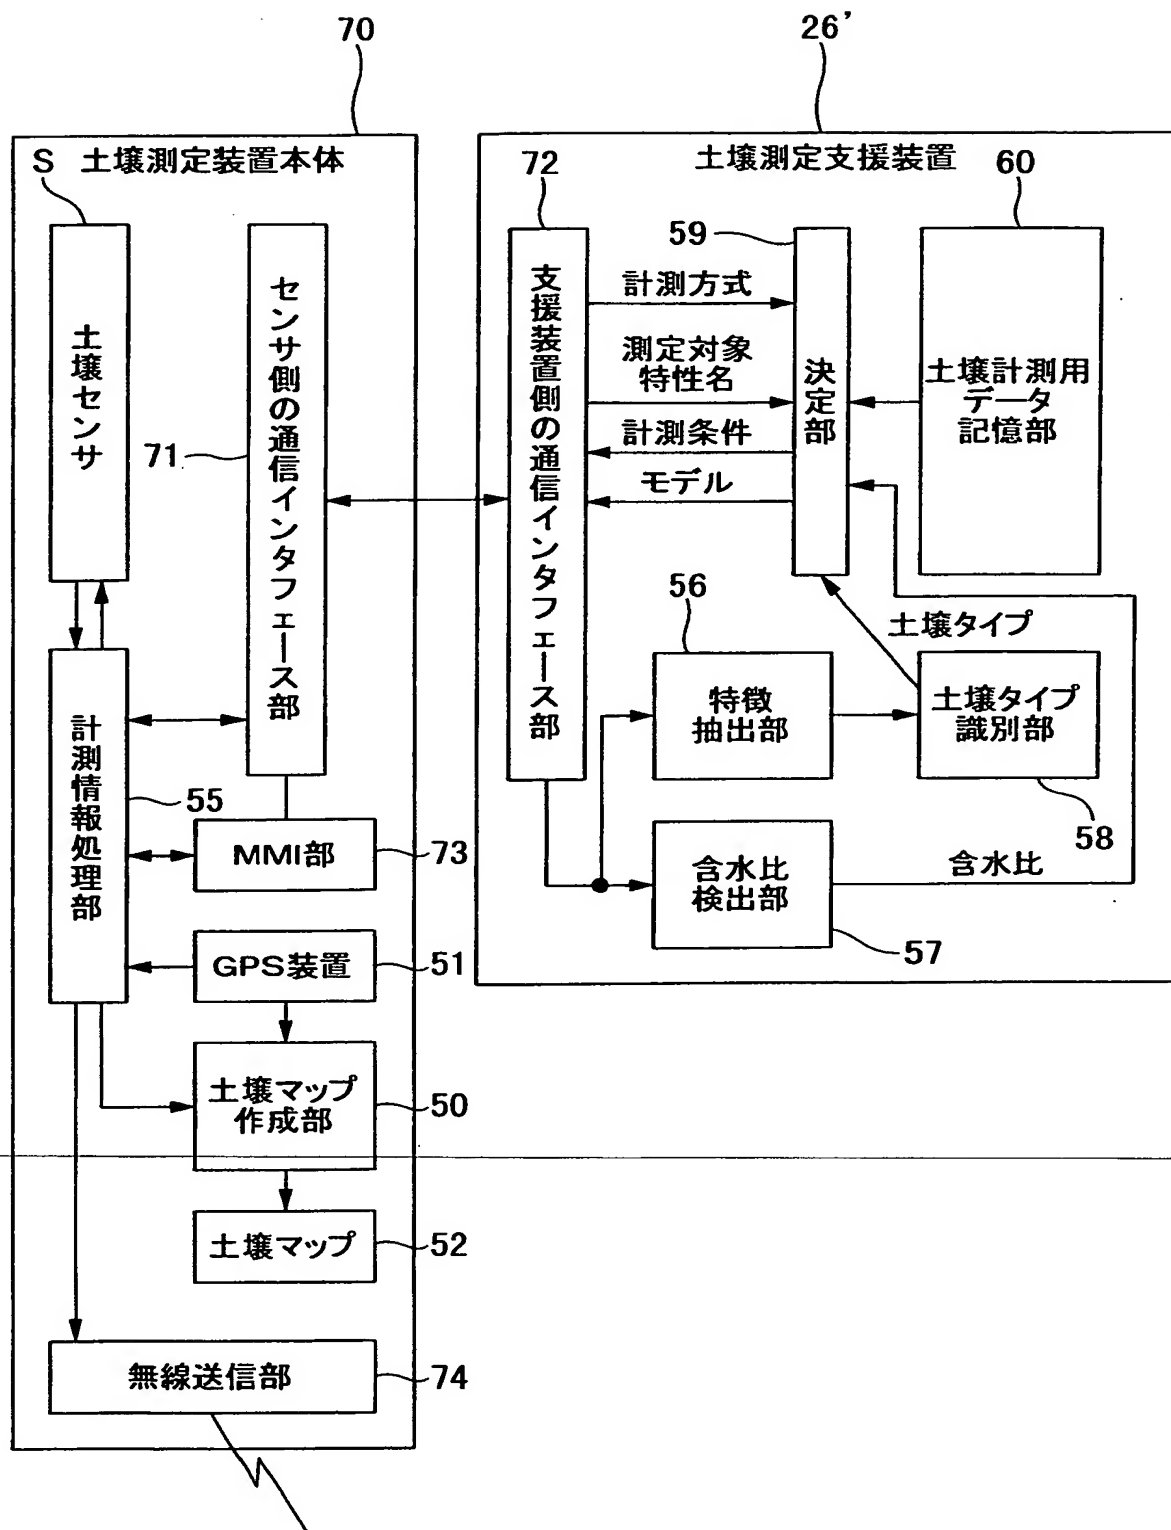 70
26’
S 土壌測定装置本体
土壌センサ
センサ側の通信インタフェース部
71
計測情報処理部
55
MMI部
73
GPS装置
51
土壌マップ
作成部
50
土壌マップ
52
無線送信部
74
土壌測定支援装置
72
支援装置側の通信インタフェース部
59
60
計測方式
測定対象
特性名
計測条件
モデル
決定部
土壌計測用
データ
記憶部
56
特徴
抽出部
土壌タイプ
土壌タイプ
識別部
58
含水比
検出部
57
含水比